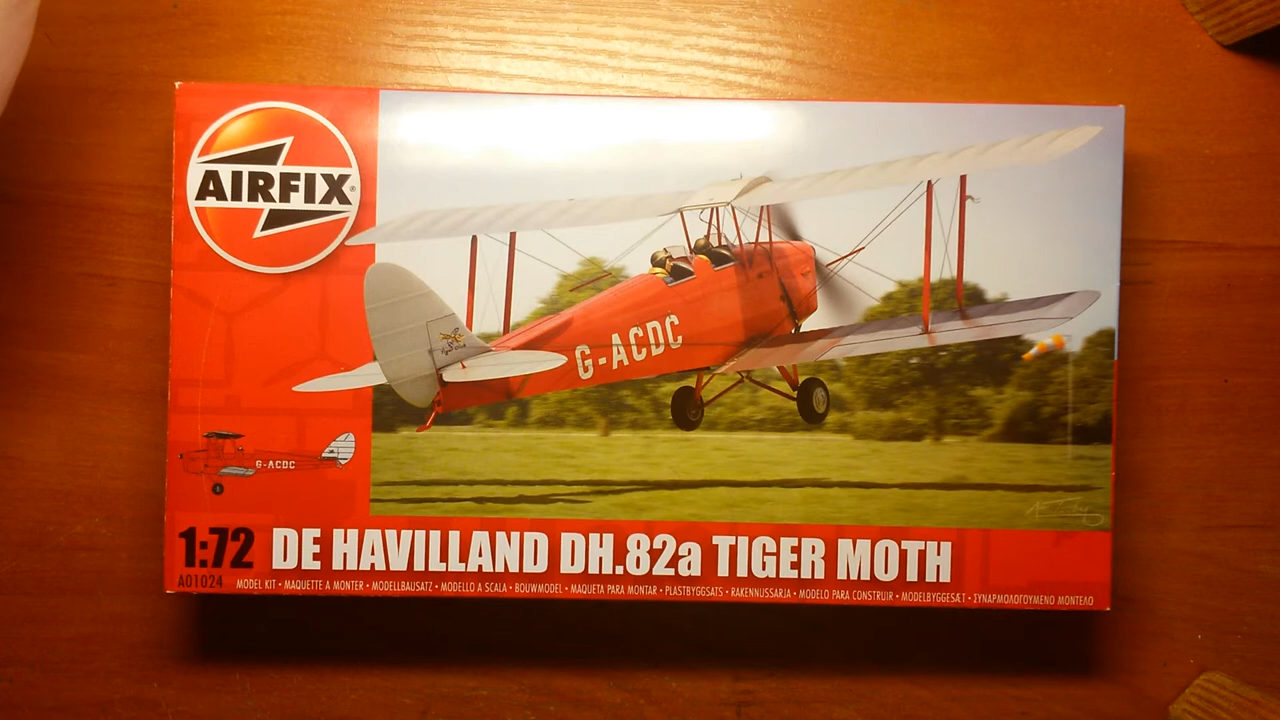 AIRFIX®
G-ACDC
G-ACDC
1:72 DE HAVILLAND DH.82a TIGER MOTH
A01024 MODEL KIT • MAQUETTE A MONTER • MODELLBAUSATZ • MODELLO A SCALA • BOUWMODEL • MAQUETA PARA MONTAR • PLASTBYGGSATS • RAKENNUSSARJA • MODELO PARA CONSTRUIR • MODELBYGGESÆT • ΣΥΝΑΡΜΟΛΟΓΟΥΜΕΝΟ ΜΟΝΤΕΛΟ